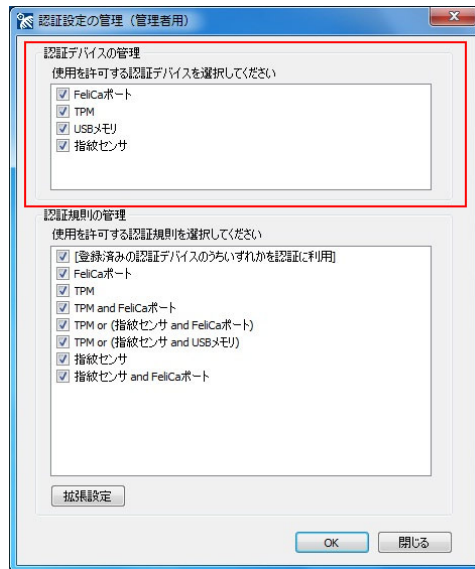 認証設定の管理（管理者用）
認証デバイスの管理
使用を許可する認証デバイスを選択してください
FeliCaポート
TPM
USBメモリ
指紋センサ
認証規則の管理
使用を許可する認証規則を選択してください
[登録済みの認証デバイスのうちいずれかを認証に利用]
FeliCaポート
TPM
TPM and FeliCaポート
TPM or (指紋センサ and FeliCaポート)
TPM or (指紋センサ and USBメモリ)
指紋センサ
指紋センサ and FeliCaポート
拡張設定
OK 閉じる